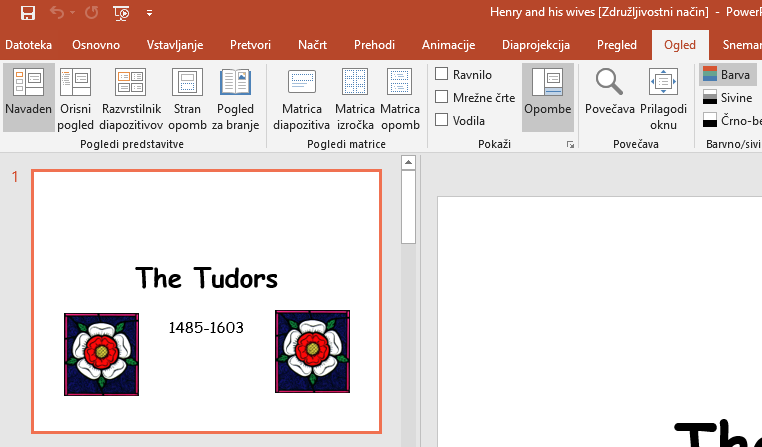 Henry and his wives [Združljivostni način] - PowerP
Datoteka Osnovno Vstavljanje Pretvori Načrt Prehodi Animacije Diaprojekcija Pregled Ogled Sneman
Navaden Orisni pogled Razvrstilnik diapozitivov Stran opomb Pogled za branje
Pogledi predstavitve
Matrica diapozitiva Matrica izročka Matrica opomb
Pogledi matrice
Ravnilo
Mrežne črte
Vodila
Pokaži
Opombe
Povečava Prilagodi oknu
Povečava
Barva
Sivine
Črno-be
Barvno/sivi
1
The Tudors
1485-1603
The